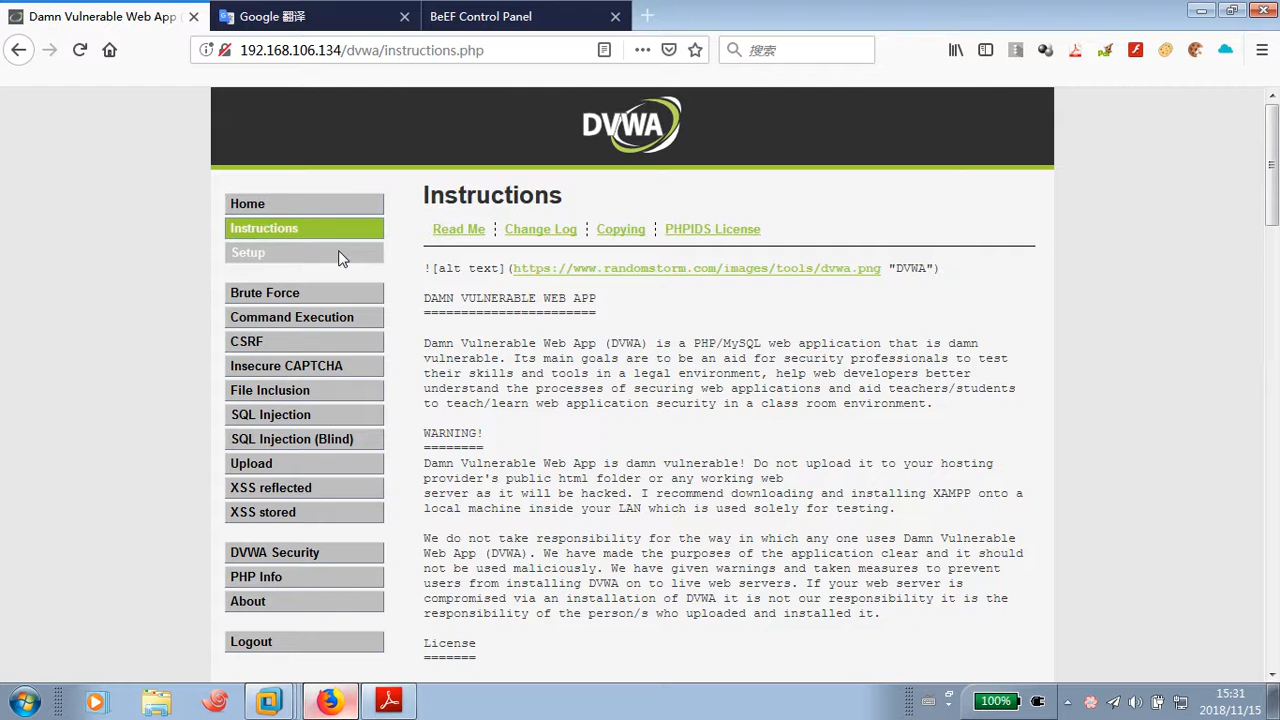 Damn Vulnerable Web App (
Google 翻译
BeEF Control Panel
192.168.106.134/dvwa/instructions.php
搜索
DVWA
Home
Instructions
Setup
Brute Force
Command Execution
CSRF
Insecure CAPTCHA
File Inclusion
SQL Injection
SQL Injection (Blind)
Upload
XSS reflected
XSS stored
DVWA Security
PHP Info
About
Logout
Instructions
Read Me
Change Log
Copying
PHPIDS License
![alt text](https://www.randomstorm.com/images/tools/dvwa.png "DVWA")
DAMN VULNERABLE WEB APP
=======================
Damn Vulnerable Web App (DVWA) is a PHP/MySQL web application that is damn
vulnerable. Its main goals are to be an aid for security professionals to test
their skills and tools in a legal environment, help web developers better
understand the processes of securing web applications and aid teachers/students
to teach/learn web application security in a class room environment.
WARNING!
========
Damn Vulnerable Web App is damn vulnerable! Do not upload it to your hosting
provider's public html folder or any working web
server as it will be hacked. I recommend downloading and installing XAMPP onto a
local machine inside your LAN which is used solely for testing.
We do not take responsibility for the way in which any one uses Damn Vulnerable
Web App (DVWA). We have made the purposes of the application clear and it should
not be used maliciously. We have given warnings and taken measures to prevent
users from installing DVWA on to live web servers. If your web server is
compromised via an installation of DVWA it is not our responsibility it is the
responsibility of the person/s who uploaded and installed it.
License
=======
100%
15:31
2018/11/15